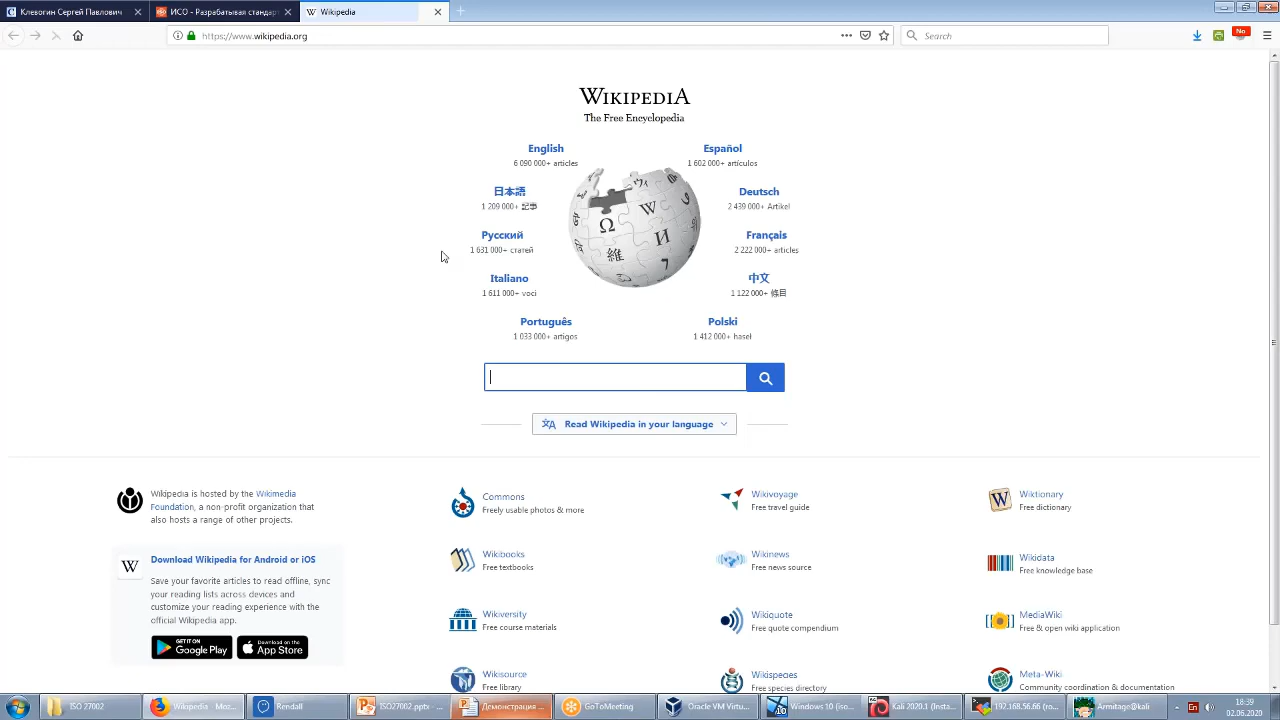 Клевогин Сергей Павлович
ИСО - Разрабатывая стандар
Wikipedia
https://www.wikipedia.org
Search
No
WIKIPEDIA
The Free Encyclopedia
English
6 090 000+ articles
Español
1 602 000+ artículos
日本語
1 209 000+ 記事
Deutsch
2 439 000+ Artikel
Русский
1 631 000+ статей
Français
2 222 000+ articles
Italiano
1 611 000+ voci
中文
1 122 000+ 條目
Português
1 033 000+ artigos
Polski
1 412 000+ haseł
Read Wikipedia in your language
Wikipedia is hosted by the Wikimedia
Foundation, a non-profit organization that
also hosts a range of other projects.
Download Wikipedia for Android or iOS
Save your favorite articles to read offline, sync
your reading lists across devices and
customize your reading experience with the
official Wikipedia app.
GET IT ON
Google Play
Download on the
App Store
Commons
Freely usable photos & more
Wikivoyage
Free travel guide
Wiktionary
Free dictionary
Wikibooks
Free textbooks
Wikinews
Free news source
Wikidata
Free knowledge base
Wikiversity
Free course materials
Wikiquote
Free quote compendium
MediaWiki
Free & open wiki application
Wikisource
Free library
Wikispecies
Free species directory
Meta-Wiki
Community coordination & documentation
ISO 27002
Wikipedia - Moz...
Rendall
ISO27002.pptx - ...
Демонстрация ...
GoToMeeting
Oracle VM Virtu...
Windows 10 (iso...
Kali 2020.1 (Insta...
192.168.56.66 (ro...
Armitage@kali
En
18:39
02.06.2020